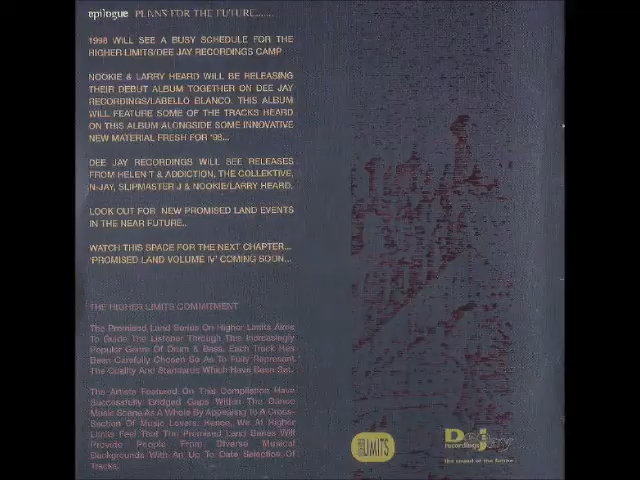 epilogue PLANS FOR THE FUTURE......
1998 WILL SEE A BUSY SCHEDULE FOR THE
HIGHER LIMITS/DEE JAY RECORDINGS CAMP
NOOKIE & LARRY HEARD WILL BE RELEASING
THEIR DEBUT ALBUM TOGETHER ON DEE JAY
RECORDINGS/LABELLO BLANCO. THIS ALBUM
WILL FEATURE SOME OF THE TRACKS HEARD
ON THIS ALBUM ALONGSIDE SOME INNOVATIVE
NEW MATERIAL FRESH FOR '98...
DEE JAY RECORDINGS WILL SEE RELEASES
FROM HELEN T & ADDICTION, THE COLLEKTIVE,
N-JAY, SLIPMASTER J & NOOKIE/LARRY HEARD.
LOOK OUT FOR NEW PROMISED LAND EVENTS
IN THE NEAR FUTURE..
WATCH THIS SPACE FOR THE NEXT CHAPTER...
'PROMISED LAND VOLUME IV' COMING SOON...
THE HIGHER LIMITS COMMITMENT
The Promised Land Series On Higher Limits Aims
To Guide The Listener Through The Increasingly
Popular Genre Of Drum & Bass. Each Track Has
Been Carefully Chosen So As To Fully Represent
The Quality And Standards Which Have Been Set.
The Artists Featured On This Compilation Have
Successfully Bridged Gaps Within The Dance
Music Scene As A Whole By Appealing To A Cross-
Section Of Music Lovers. Hence, We At Higher
Limits Feel That The Promised Land Series Will
Provide People From Diverse Musical
Backgrounds With An Up To Date Selection Of
Tracks.
LIMITS
Dee jay
recordings
the sound of the future